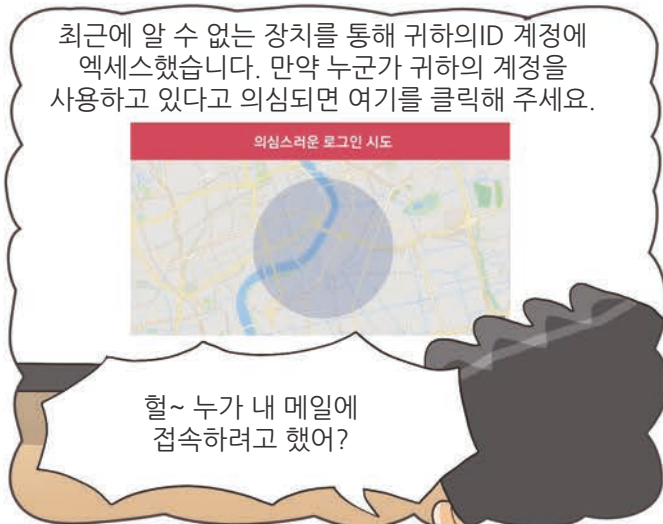 최근에 알 수 없는 장치를 통해 귀하의ID 계정에
엑세스했습니다. 만약 누군가 귀하의 계정을
사용하고 있다고 의심되면 여기를 클릭해 주세요.
의심스러운 로그인 시도
헐~ 누가 내 메일에
접속하려고 했어?